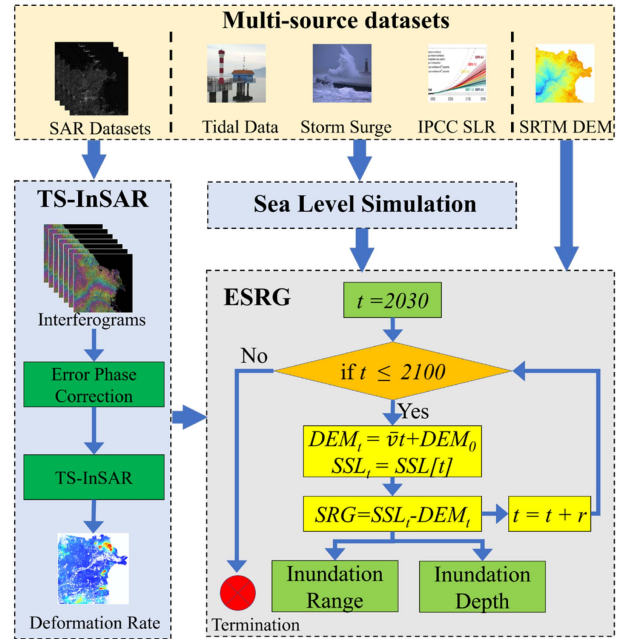 Multi-source datasets
SAR Datasets
Tidal Data
Storm Surge
IPCC SLR
SRTM DEM
TS-InSAR
Interferograms
Error Phase
Correction
TS-InSAR
Deformation Rate
Sea Level Simulation
ESRG
t =2030
if t ≤ 2100
No
Yes
DEMₜ = v̄t+DEM₀
SSLₜ = SSL[t]
SRG=SSLₜ-DEMₜ
t = t + r
Inundation
Range
Inundation
Depth
Termination